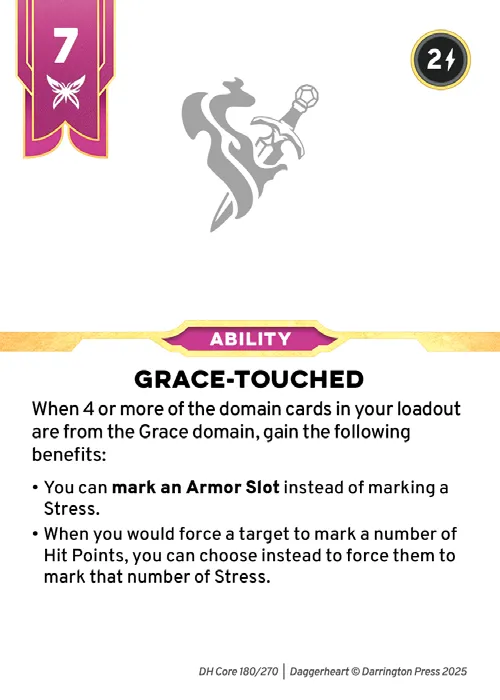 7
2
ABILITY
GRACE-TOUCHED
When 4 or more of the domain cards in your loadout
are from the Grace domain, gain the following
benefits:
• You can mark an Armor Slot instead of marking a
Stress.
• When you would force a target to mark a number of
Hit Points, you can choose instead to force them to
mark that number of Stress.
DH Core 180/270 | Daggerheart © Darrington Press 2025